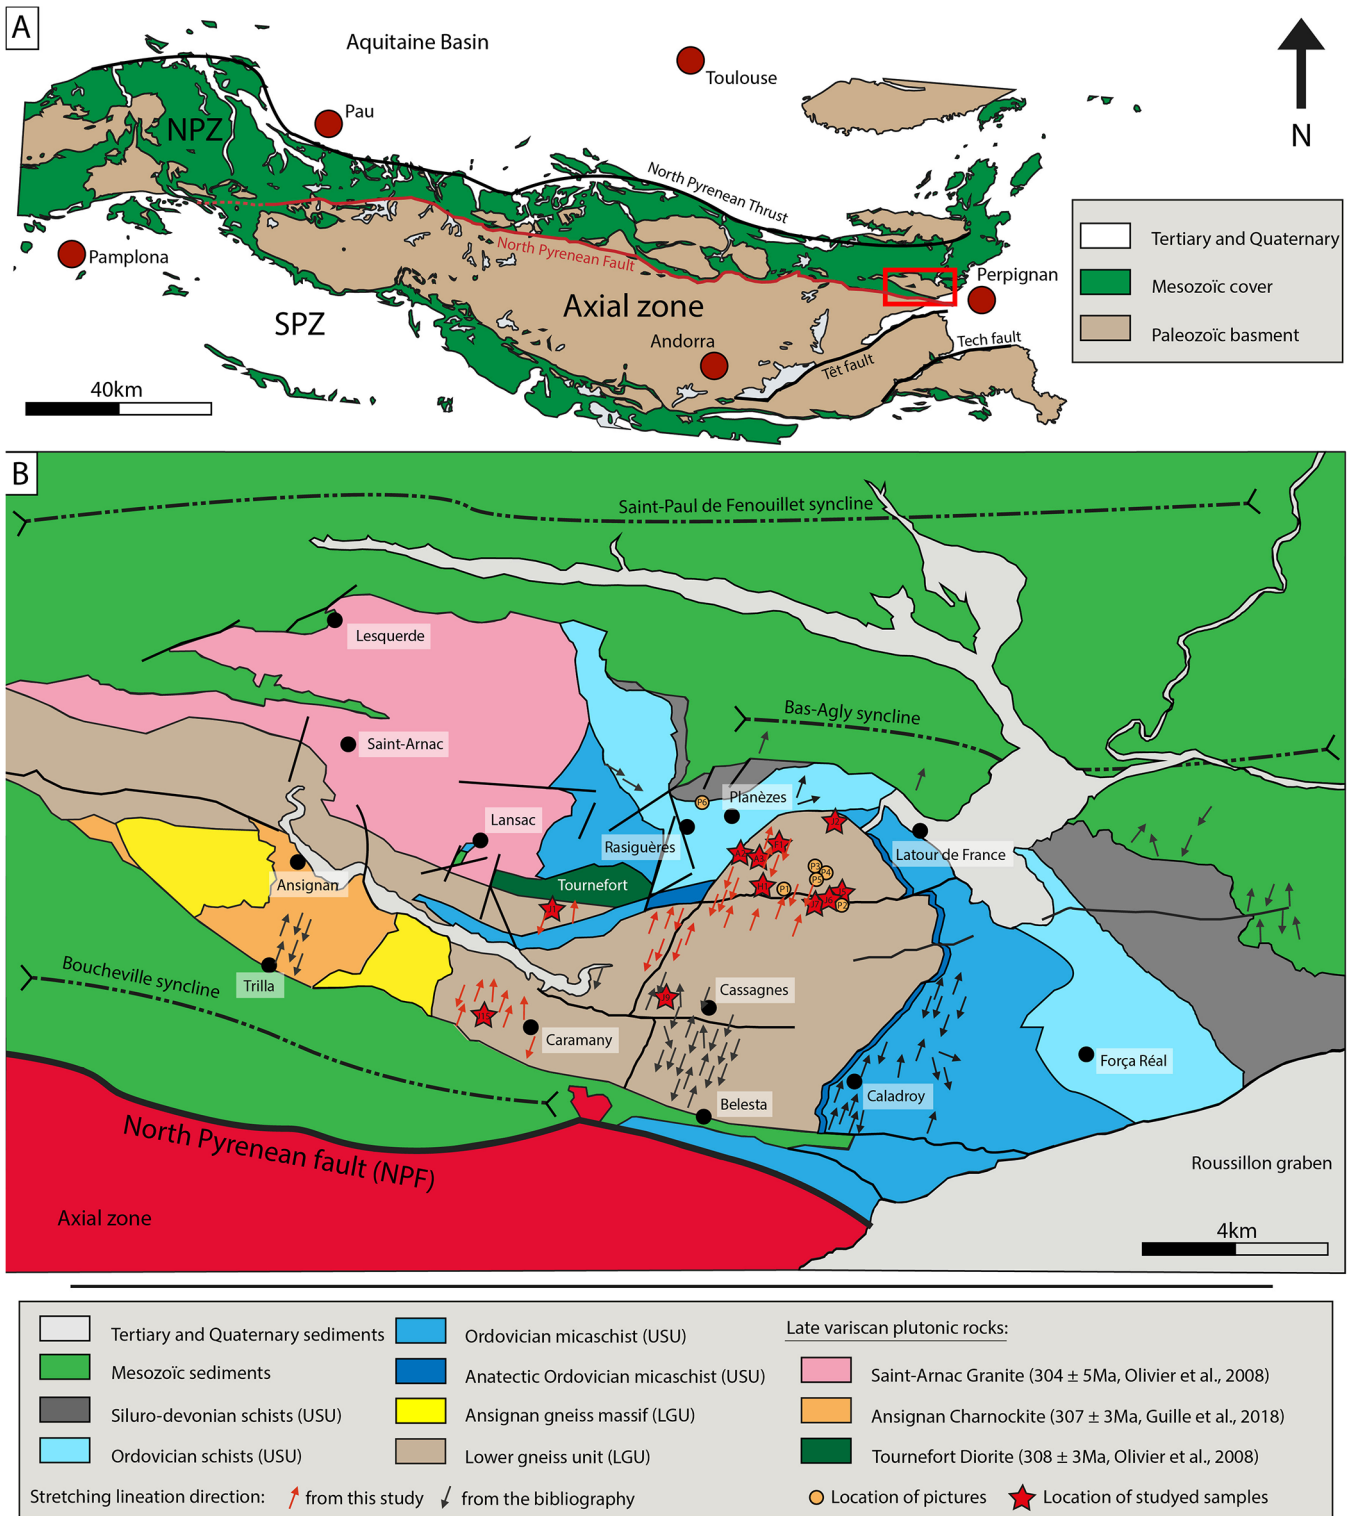 A
Aquitaine Basin
Toulouse
Pau
NPZ
N
North Pyrenean Thrust
Pamplona
North Pyrenean Fault
Perpignan
Axial zone
SPZ
Andorra
Têt fault
Tech fault
40km
Tertiary and Quaternary
Mesozoïc cover
Paleozoïc basment
B
Saint-Paul de Fenouillet syncline
Lesquerde
Bas-Agly syncline
Saint-Arnac
Planèzes
P6
Lansac
Rasiguères
Latour de France
Ansignan
Tournefort
P3
P4
P5
P1
P2
Boucheville syncline
Trilla
Cassagnes
Caramany
Força Réal
Belesta
Caladroy
North Pyrenean fault (NPF)
Roussillon graben
Axial zone
4km
Tertiary and Quaternary sediments
Mesozoïc sediments
Siluro-devonian schists (USU)
Ordovician schists (USU)
Ordovician micaschist (USU)
Anatectic Ordovician micaschist (USU)
Ansignan gneiss massif (LGU)
Lower gneiss unit (LGU)
Late variscan plutonic rocks:
Saint-Arnac Granite (304 ± 5Ma, Olivier et al., 2008)
Ansignan Charnockite (307 ± 3Ma, Guille et al., 2018)
Tournefort Diorite (308 ± 3Ma, Olivier et al., 2008)
Stretching lineation direction:
from this study
from the bibliography
Location of pictures
Location of studyed samples